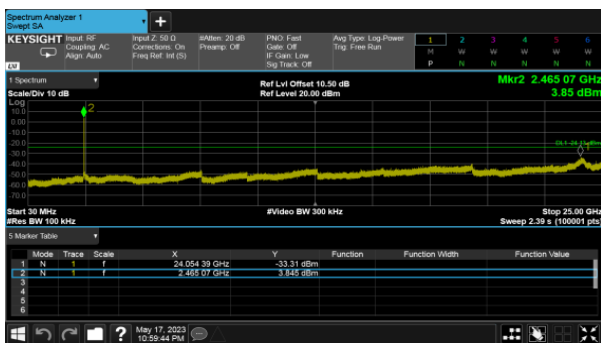 Spectrum Analyzer 1
Swept SA
KEYSIGHT
Input: RF
Coupling: AC
Align: Auto
Input Z: 50 Ω
Corrections: On
Freq Ref: Int (S)
#Atten: 20 dB
Preamp: Off
PNO: Fast
Gate: Off
IF Gain: Low
Sig Track: Off
Avg Type: Log-Power
Trig: Free Run
1 2 3 4 5 6
M W W W W W
P N N N N N
1 Spectrum
Scale/Div 10 dB
Ref Lvl Offset 10.50 dB
Ref Level 20.00 dBm
Mkr2 2.465 07 GHz
3.85 dBm
Log
10.0
0.00
-10.0
-20.0
-30.0
-40.0
-50.0
-60.0
-70.0
2
1
Start 30 MHz
#Res BW 100 kHz
#Video BW 300 kHz
Stop 25.00 GHz
Sweep 2.39 s (100001 pts)
5 Marker Table
Mode Trace Scale X Y Function Function Width Function Value
1 N 1 f 24.054 39 GHz -33.31 dBm
2 N 1 f 2.465 07 GHz 3.845 dBm
3
4
5
6
?
May 17, 2023
10:59:44 PM